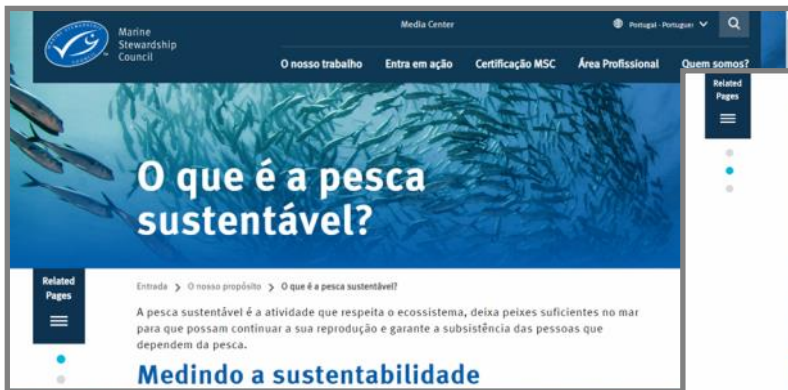 Marine
Stewardship
Council
Media Center
Portugal - Portuguese
O nosso trabalho Entra em ação Certificação MSC Área Profissional Quem somos?
Related
Pages
O que é a pesca
sustentável?
Related
Pages
Entrada > O nosso propósito > O que é a pesca sustentável?
A pesca sustentável é a atividade que respeita o ecossistema, deixa peixes suficientes no mar
para que possam continuar a sua reprodução e garante a subsistência das pessoas que
dependem da pesca.
Medindo a sustentabilidade